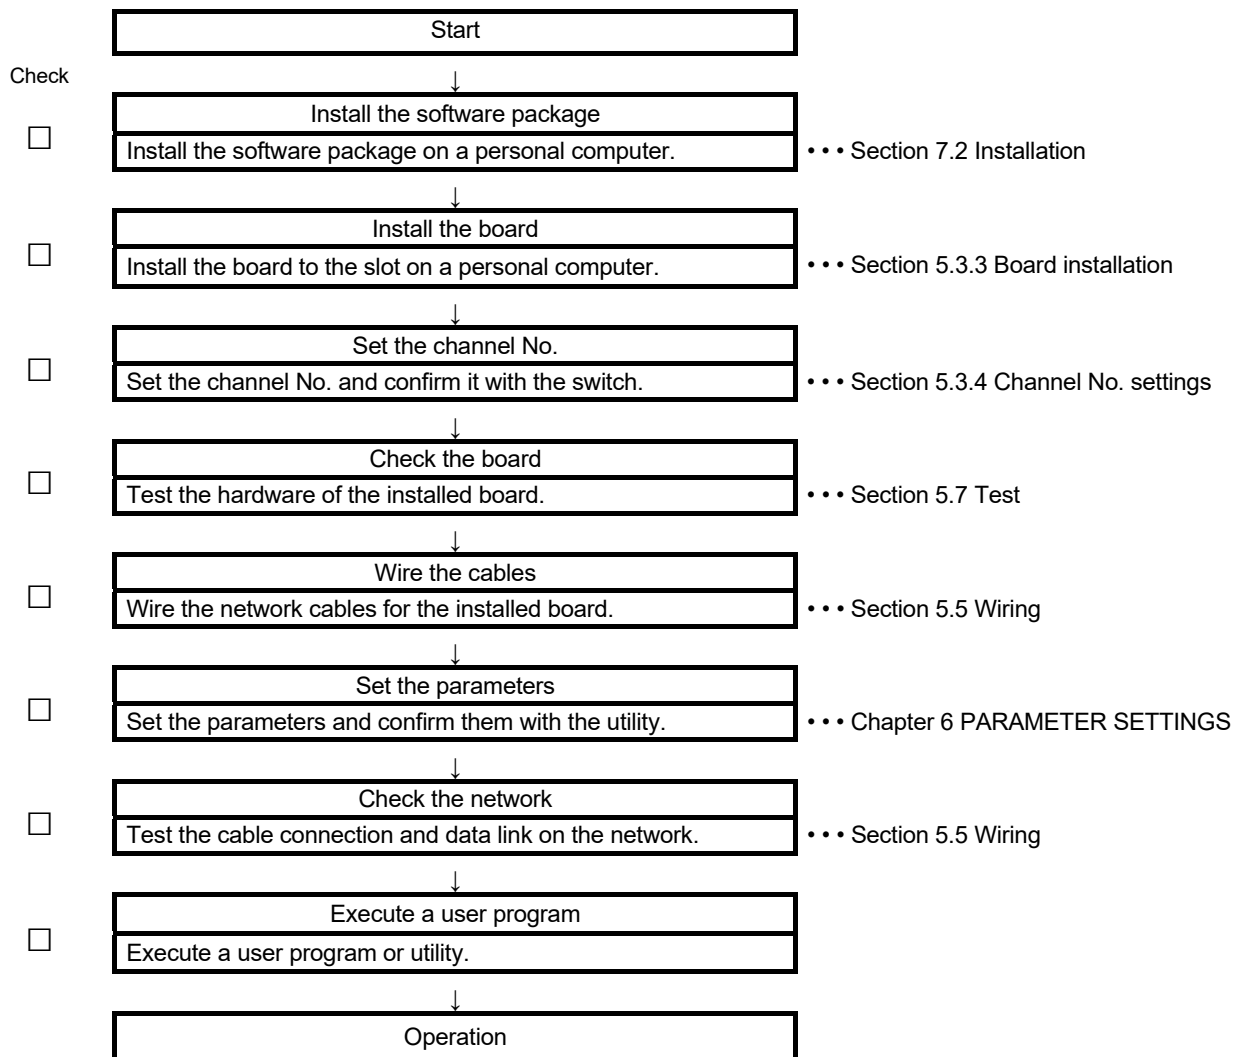 Start
Check
↓
Install the software package
□ Install the software package on a personal computer. • • • Section 7.2 Installation
↓
Install the board
□ Install the board to the slot on a personal computer. • • • Section 5.3.3 Board installation
↓
Set the channel No.
□ Set the channel No. and confirm it with the switch. • • • Section 5.3.4 Channel No. settings
↓
Check the board
□ Test the hardware of the installed board. • • • Section 5.7 Test
↓
Wire the cables
□ Wire the network cables for the installed board. • • • Section 5.5 Wiring
↓
Set the parameters
□ Set the parameters and confirm them with the utility. • • • Chapter 6 PARAMETER SETTINGS
↓
Check the network
□ Test the cable connection and data link on the network. • • • Section 5.5 Wiring
↓
Execute a user program
□ Execute a user program or utility.
↓
Operation